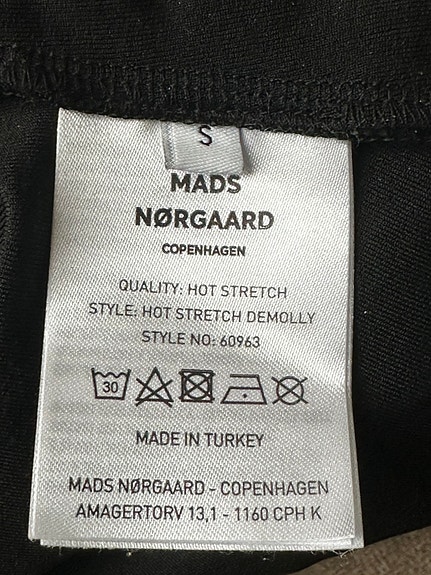 S
MADS
NØRGAARD
COPENHAGEN
QUALITY: HOT STRETCH
STYLE: HOT STRETCH DEMOLLY
STYLE NO: 60963
30
MADE IN TURKEY
MADS NØRGAARD - COPENHAGEN
AMAGERTORV 13,1 - 1160 CPH K